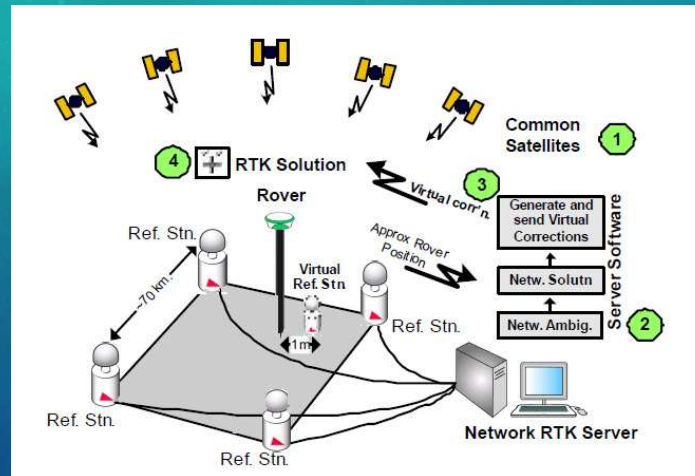 Common
Satellites
1
4
RTK Solution
3
Virtual corr'n.
Generate and
send Virtual
Corrections
Server Software
Rover
Ref. Stn.
Approx Rover
Position
Netw. Solutn
~70 km.
Virtual
Ref. Stn.
Ref. Stn.
Netw. Ambig.
2
1m
Ref. Stn.
Ref. Stn.
Network RTK Server